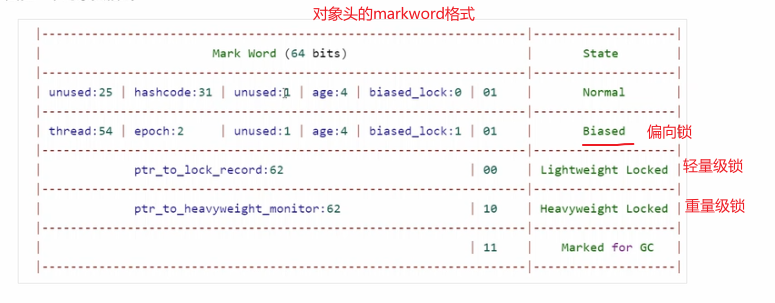 对象头的markword格式
Mark Word (64 bits) | State
unused:25 | hashcode:31 | unused:1 | age:4 | biased_lock:0 | 01 | Normal
thread:54 | epoch:2 | unused:1 | age:4 | biased_lock:1 | 01 | Biased 偏向锁
ptr_to_lock_record:62 | 00 | Lightweight Locked | 轻量级锁
ptr_to_heavyweight_monitor:62 | 10 | Heavyweight Locked | 重量级锁
| 11 | Marked for GC